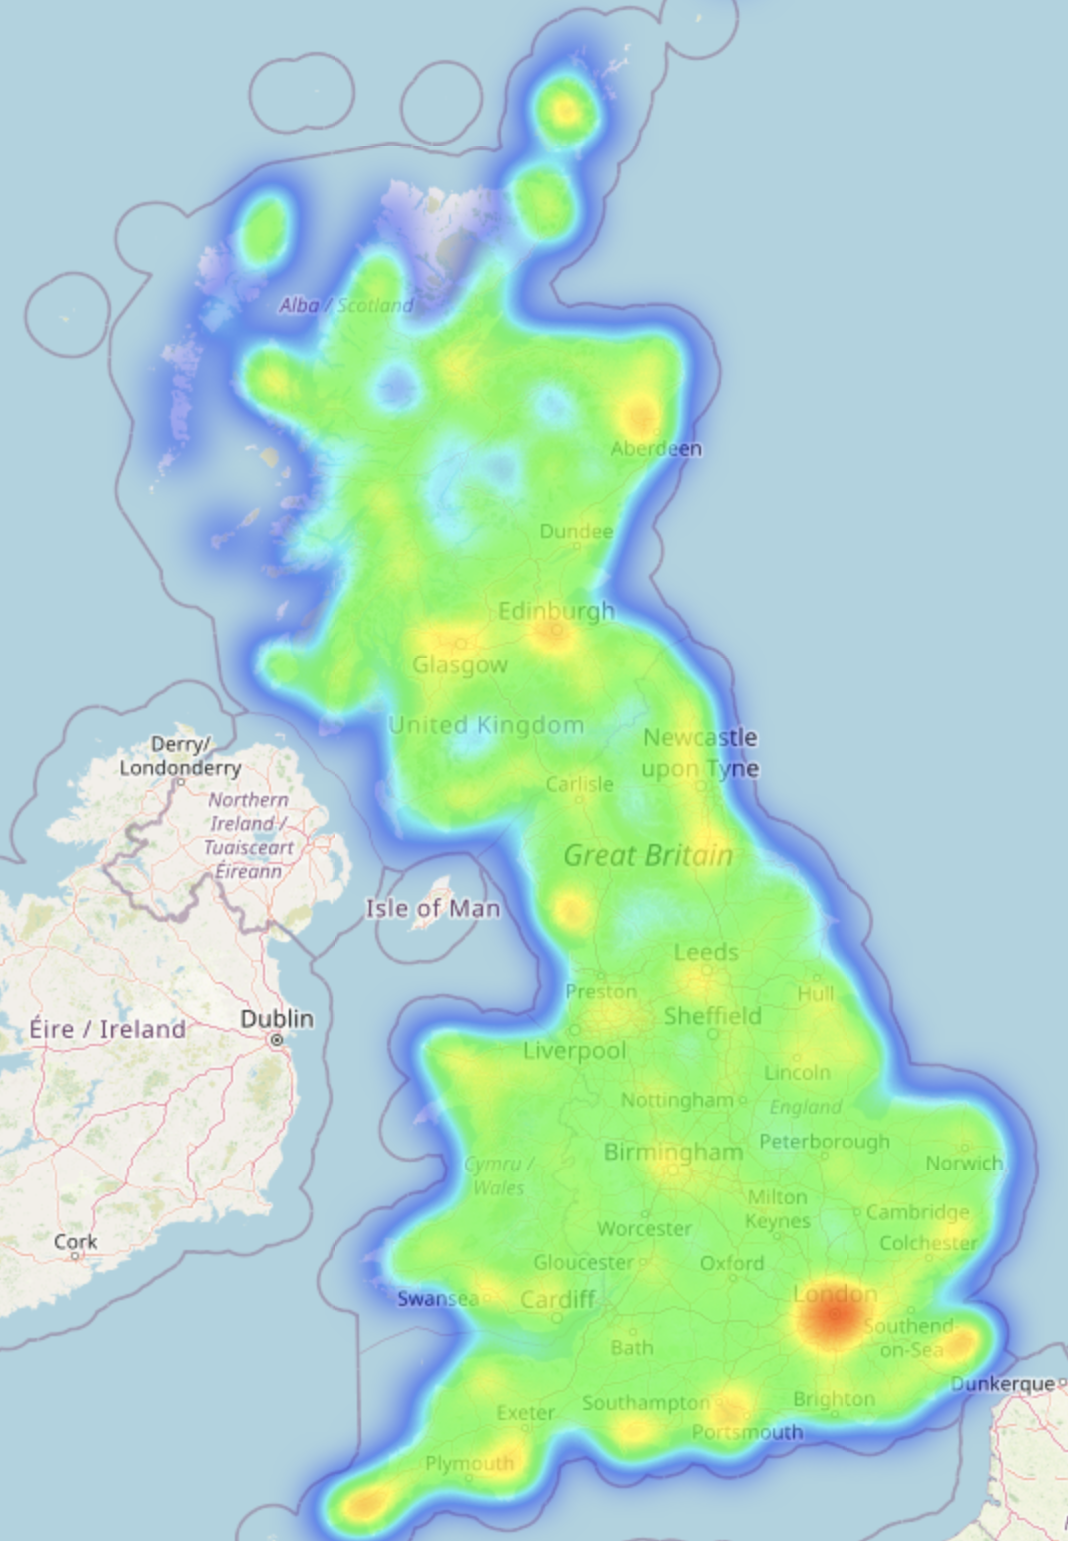 Alba / Scotland
Aberdeen
Dundee
Edinburgh
Glasgow
United Kingdom
Newcastle
upon Tyne
Derry/
Londonderry
Carlisle
Northern
Ireland /
Tuaisceart
Éireann
Great Britain
Isle of Man
Leeds
Preston
Hull
Dublin
Éire / Ireland
Sheffield
Liverpool
Lincoln
Nottingham
England
Peterborough
Birmingham
Norwich
Cymru /
Wales
Milton
Keynes
Cambridge
Worcester
Cork
Colchester
Gloucester
Oxford
London
Swansea
Cardiff
Southend-
on-Sea
Bath
Dunkerque
Southampton
Brighton
Exeter
Portsmouth
Plymouth